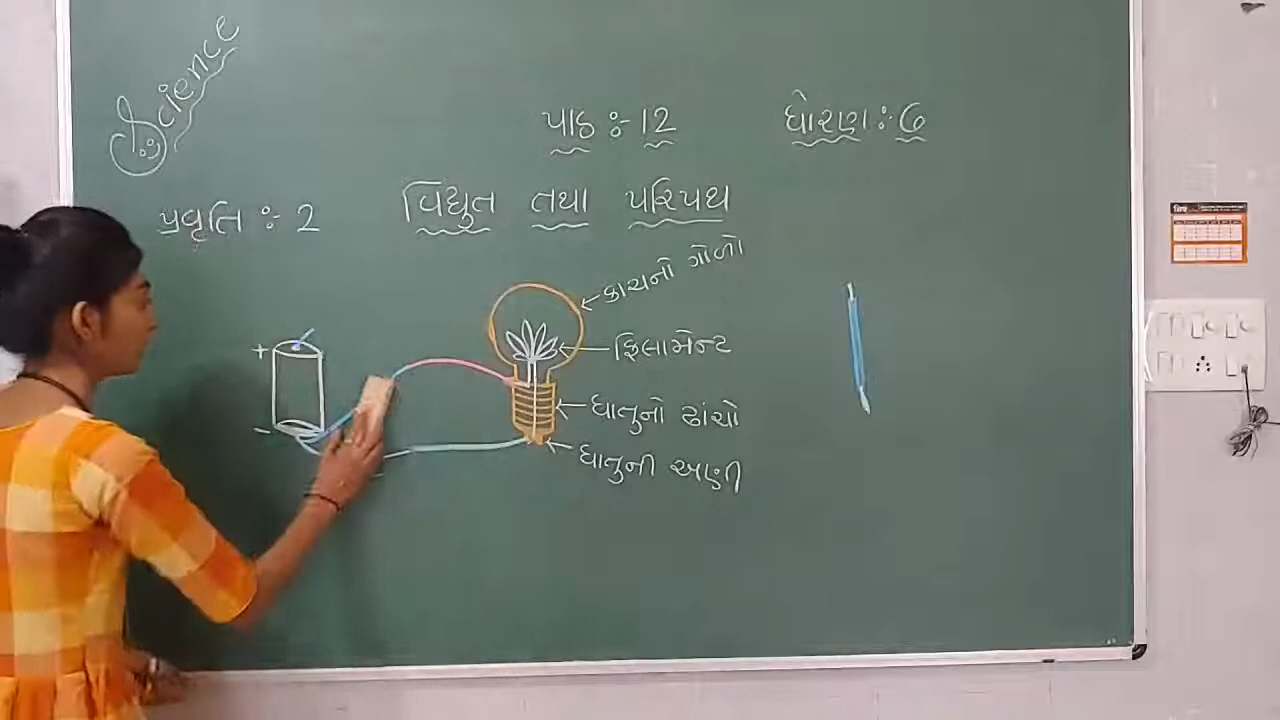 Science
પાઠ :- 12
ધોરણ :- 6
પ્રવૃતિ :- 2
વિદ્યુત તથા પરિપથ
કાચનો ગોળો
ફિલામેન્ટ
ધાતુનો ઢાંચો
ધાતુની અણી
+
-